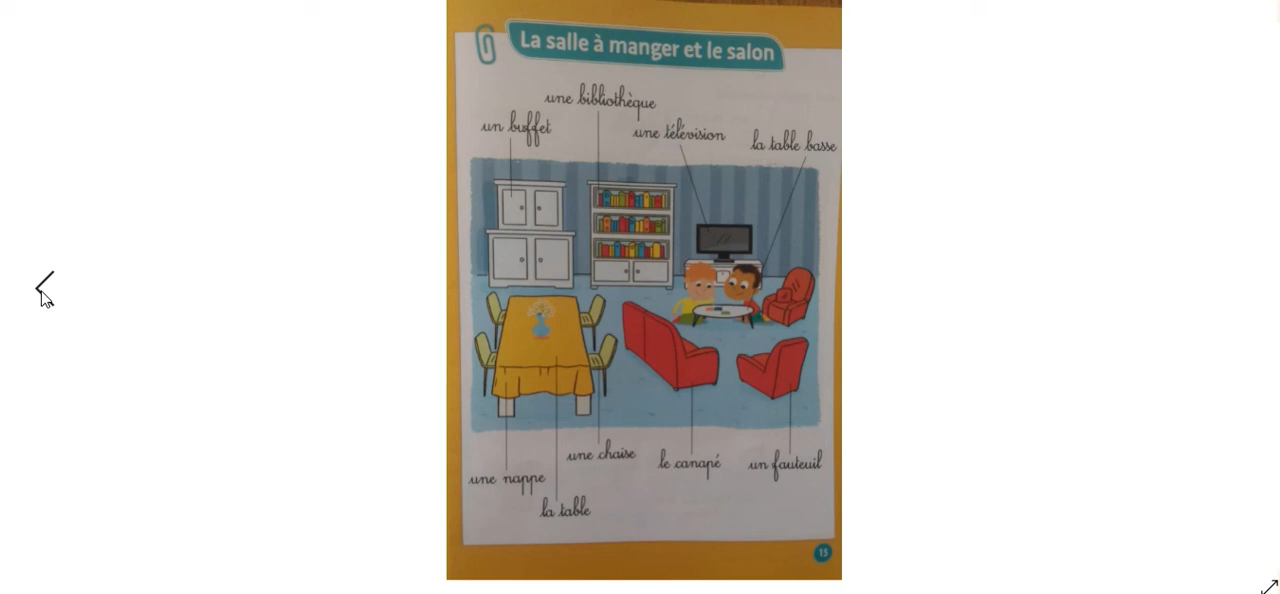 La salle à manger et le salon
une bibliothèque
un buffet
une télévision
la table basse
une chaise
le canapé
un fauteuil
une nappe
la table
15